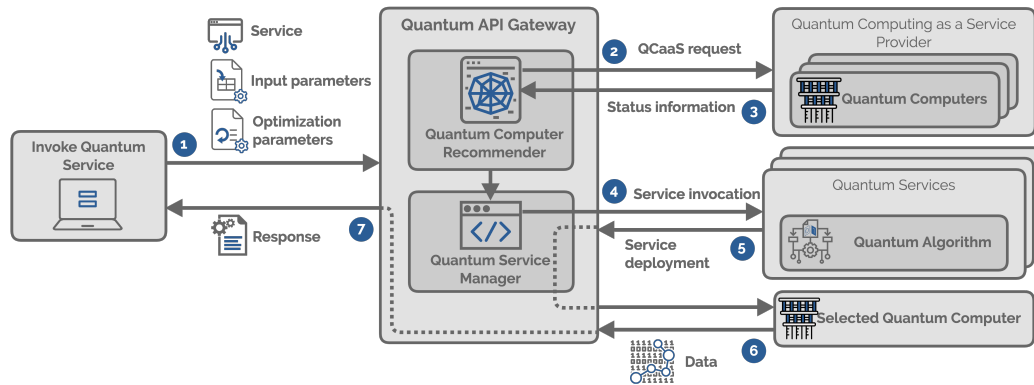 Service
Input parameters
Optimization
parameters
Invoke Quantum
Service
1
Response
7
Quantum API Gateway
Quantum Computer
Recommender
Quantum Service
Manager
2
QCaaS request
Status information
3
4
Service invocation
Service
deployment
5
6
Data
Quantum Computing as a Service
Provider
Quantum Computers
Quantum Services
Quantum Algorithm
Selected Quantum Computer